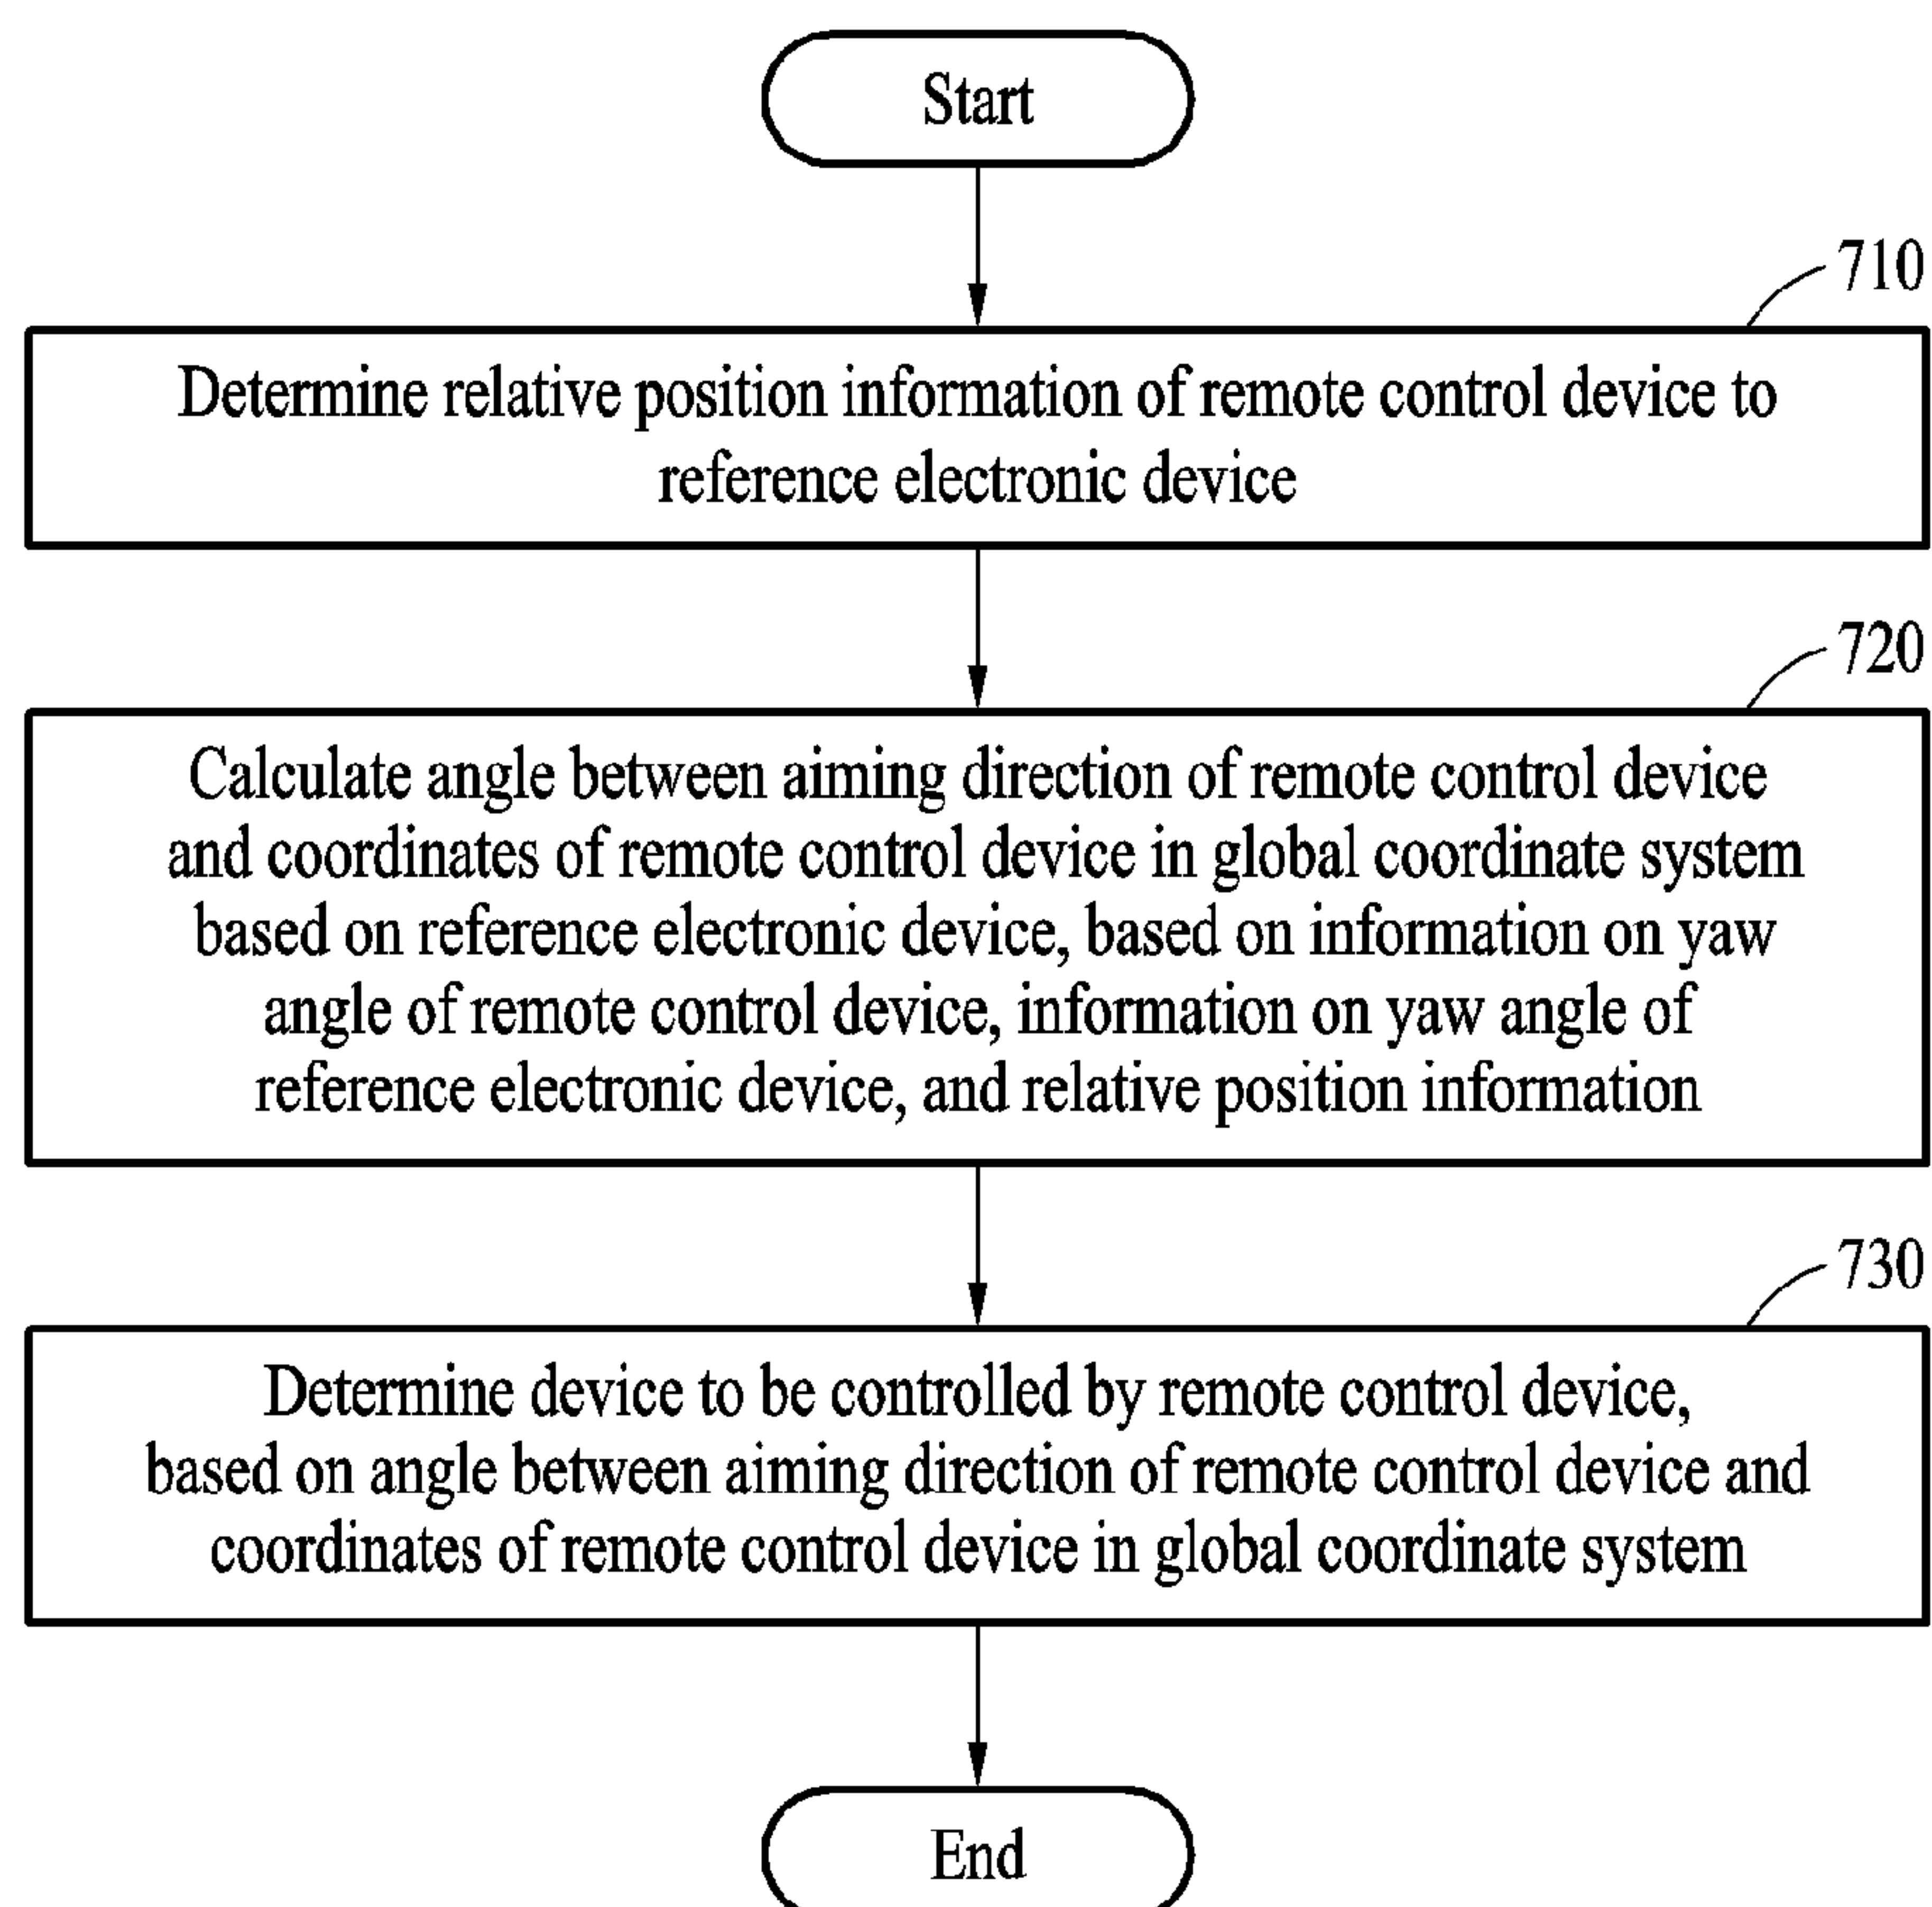 Start
710
Determine relative position information of remote control device to
reference electronic device
720
Calculate angle between aiming direction of remote control device
and coordinates of remote control device in global coordinate system
based on reference electronic device, based on information on yaw
angle of remote control device, information on yaw angle of
reference electronic device, and relative position information
730
Determine device to be controlled by remote control device,
based on angle between aiming direction of remote control device and
coordinates of remote control device in global coordinate system
End